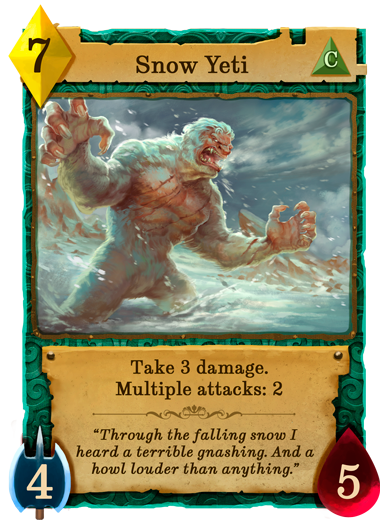 7
Snow Yeti
C
Take 3 damage.
Multiple attacks: 2
“Through the falling snow I
heard a terrible gnashing. And a
howl louder than anything.”
4
5